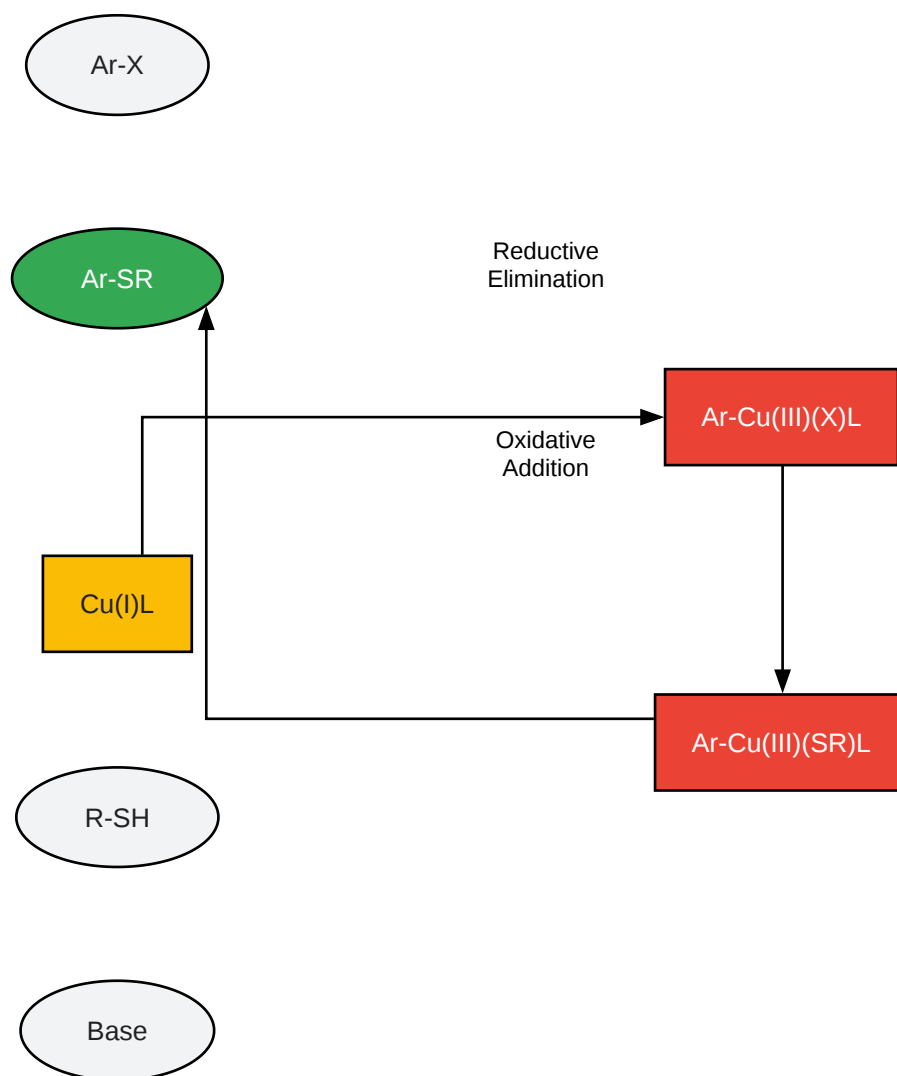 Ar-X
Ar-SR
Reductive
Elimination
Ar-Cu(III)(X)L
Oxidative
Addition
Cu(I)L
Ar-Cu(III)(SR)L
R-SH
Base